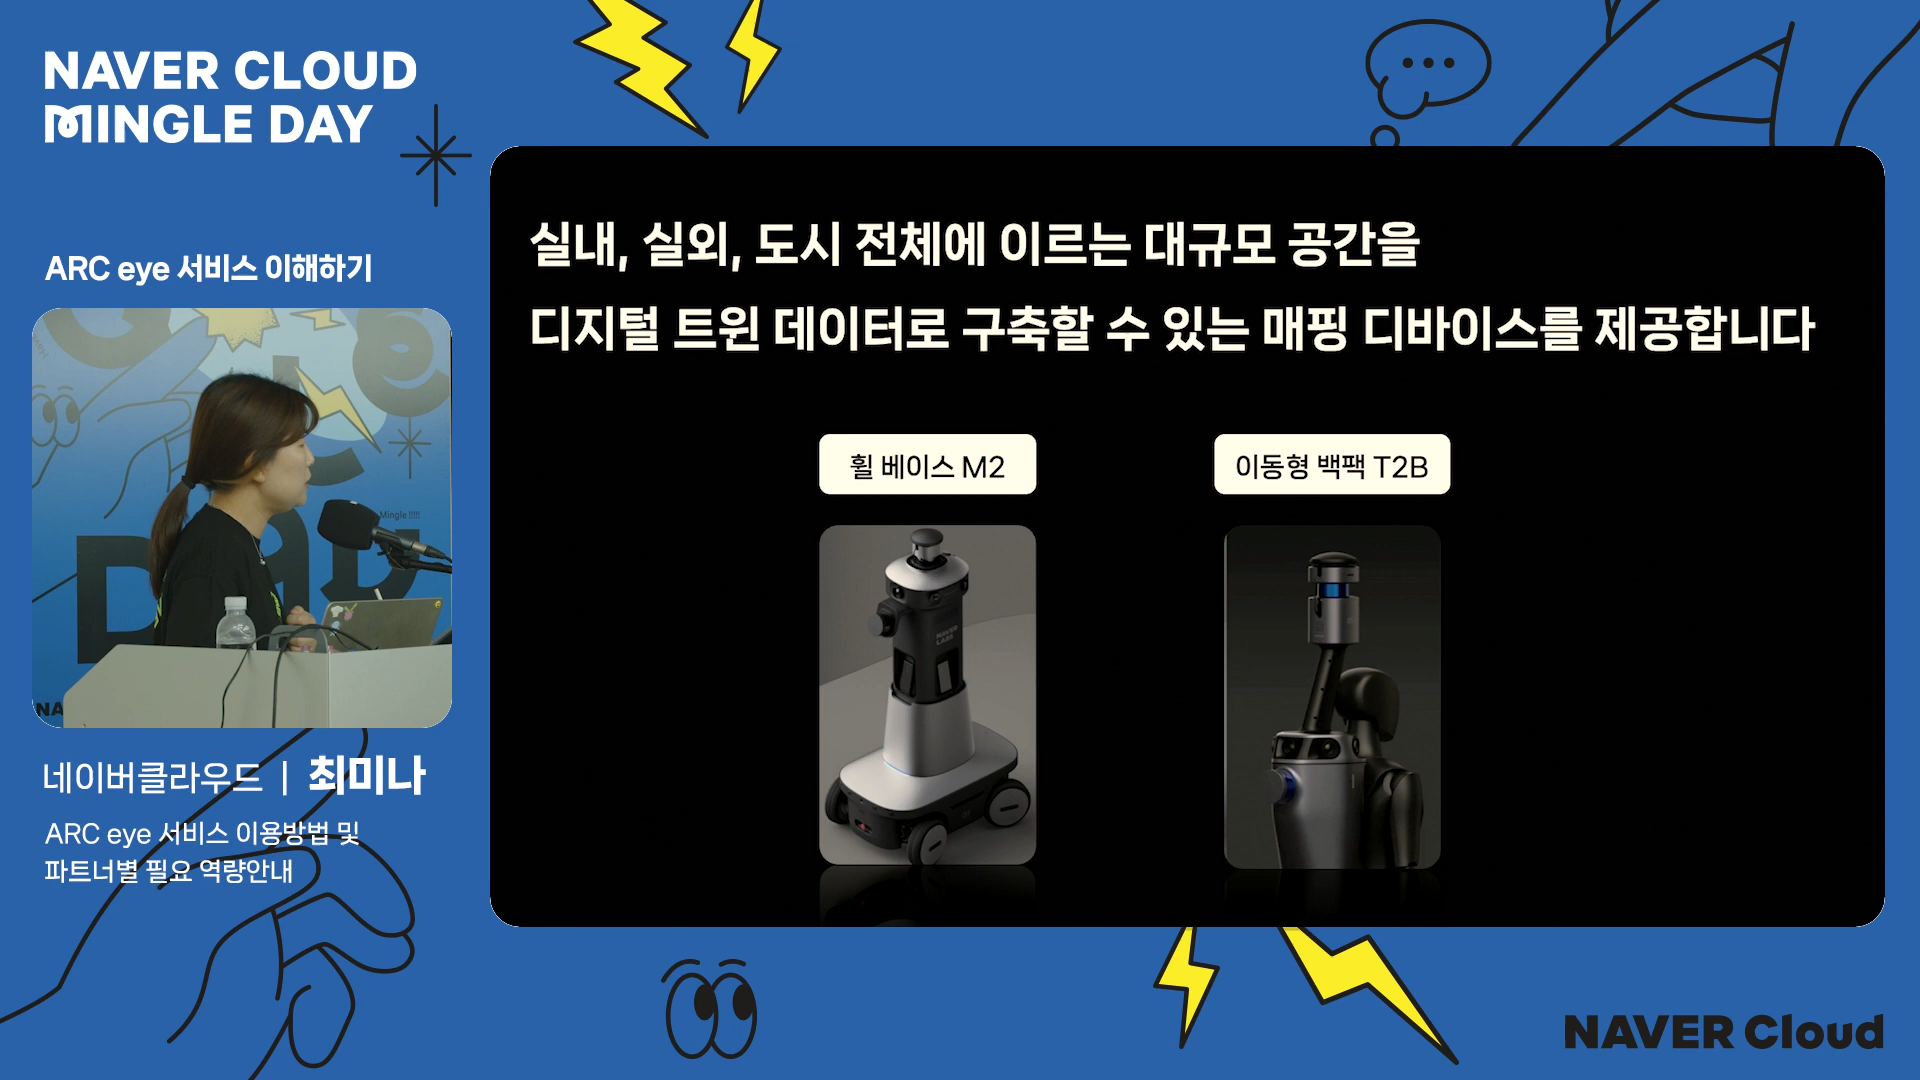 NAVER CLOUD
MINGLE DAY
ARC eye 서비스 이해하기
Mingle !!!!!
NA
네이버클라우드 | 최미나
ARC eye 서비스 이용방법 및
파트너별 필요 역량안내
실내, 실외, 도시 전체에 이르는 대규모 공간을
디지털 트윈 데이터로 구축할 수 있는 매핑 디바이스를 제공합니다
휠 베이스 M2
이동형 백팩 T2B
NAVER
LABS
NAVER Cloud